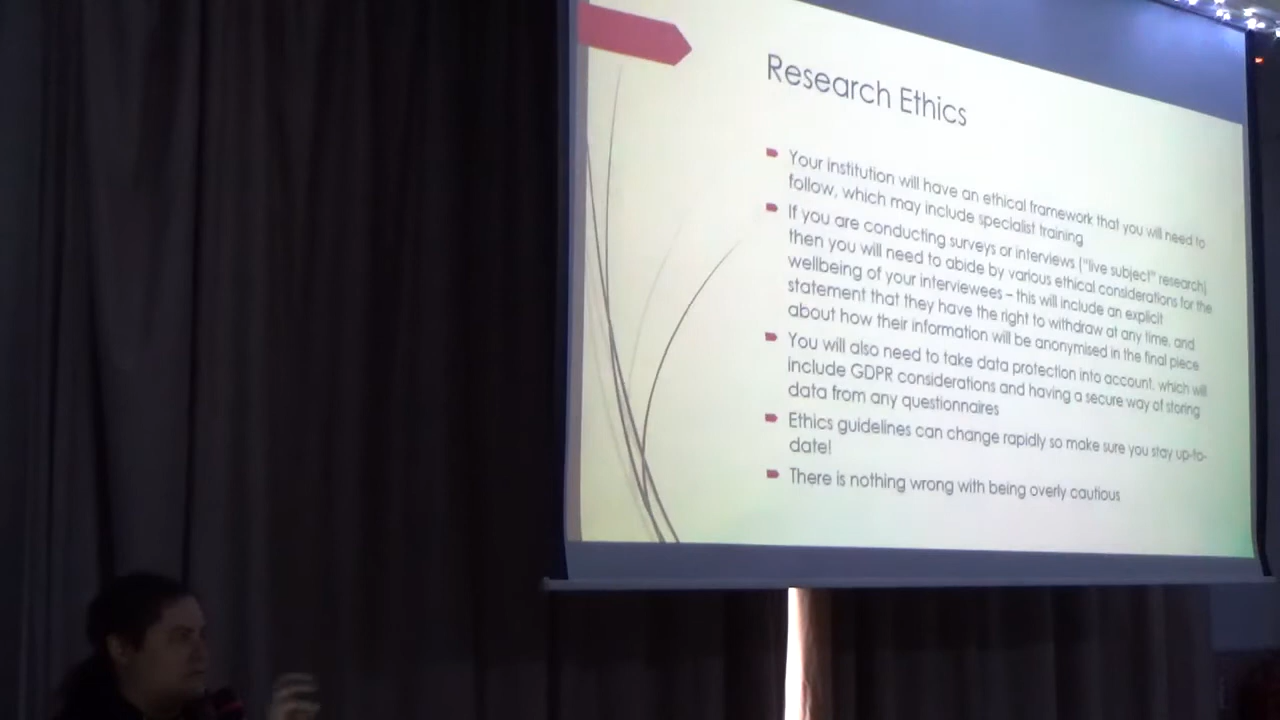 Research Ethics
Your institution will have an ethical framework that you will need to
follow, which may include specialist training
If you are conducting surveys or interviews ("live subject" research)
then you will need to abide by various ethical considerations for the
wellbeing of your interviewees – this will include an explicit
statement that they have the right to withdraw at any time, and
about how their information will be anonymised in the final piece
You will also need to take data protection into account, which will
include GDPR considerations and having a secure way of storing
data from any questionnaires
Ethics guidelines can change rapidly so make sure you stay up-to-
date!
There is nothing wrong with being overly cautious